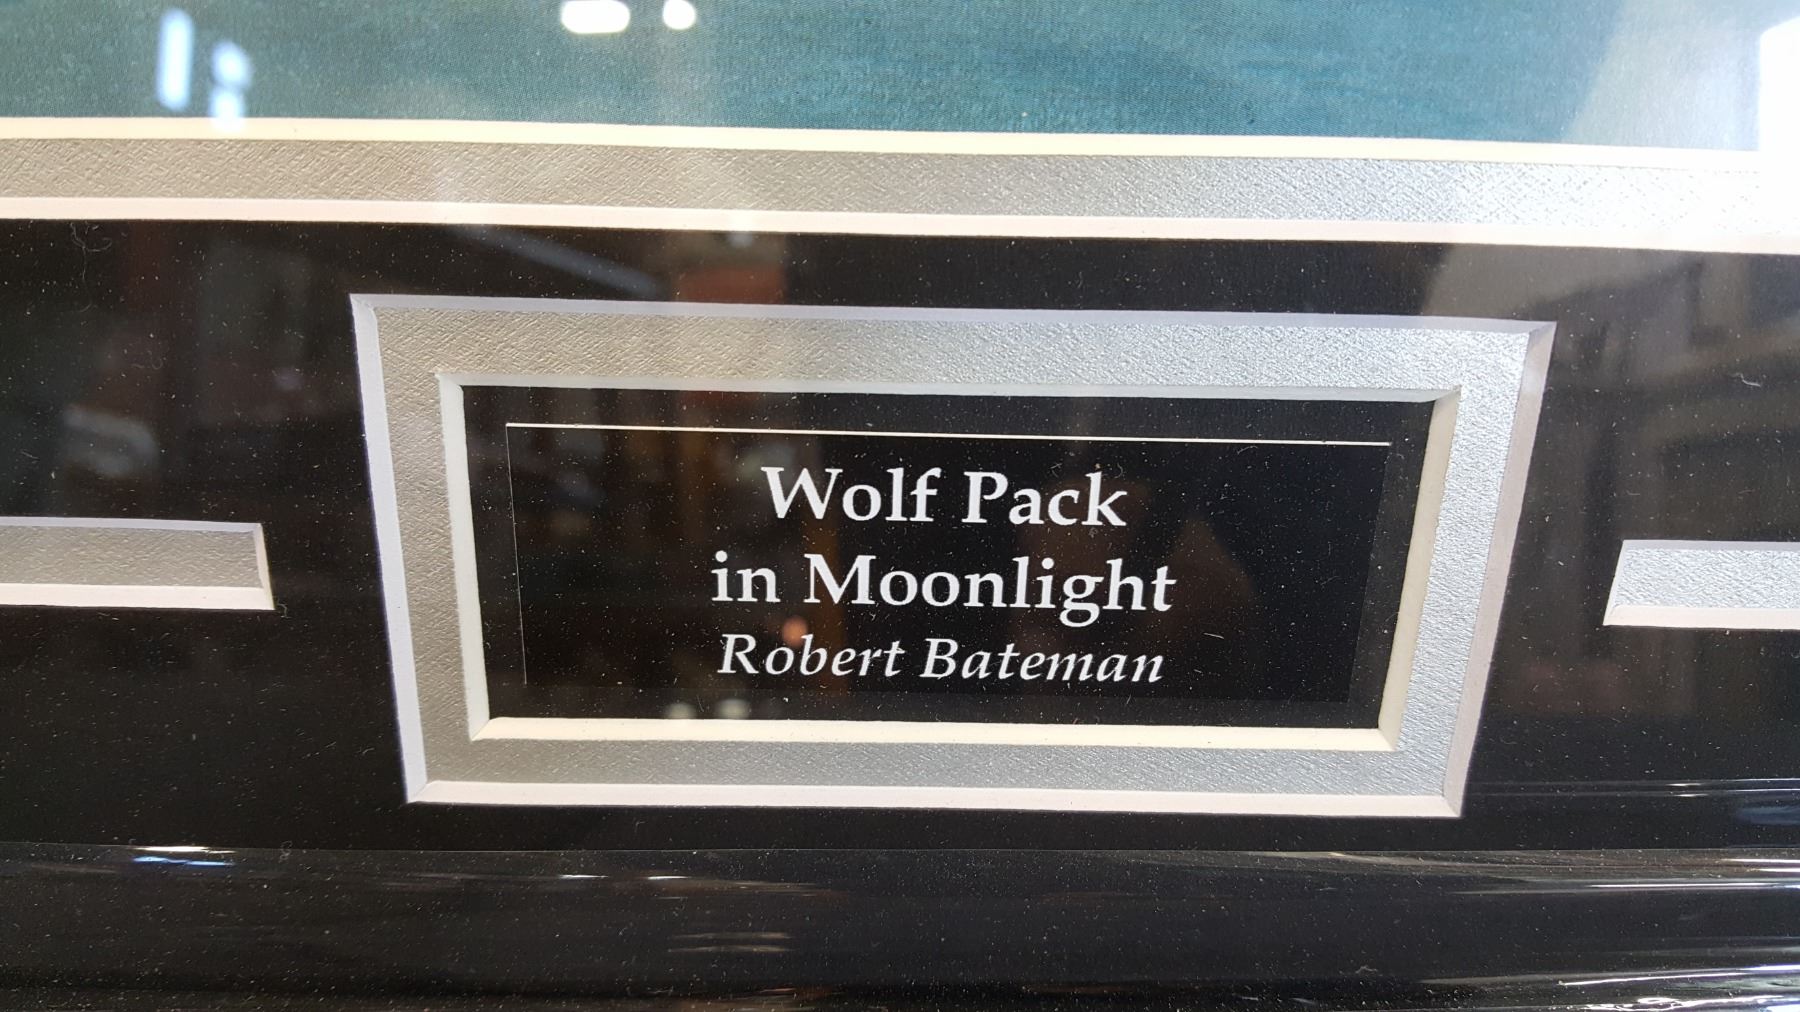 Wolf Pack
in Moonlight
Robert Bateman